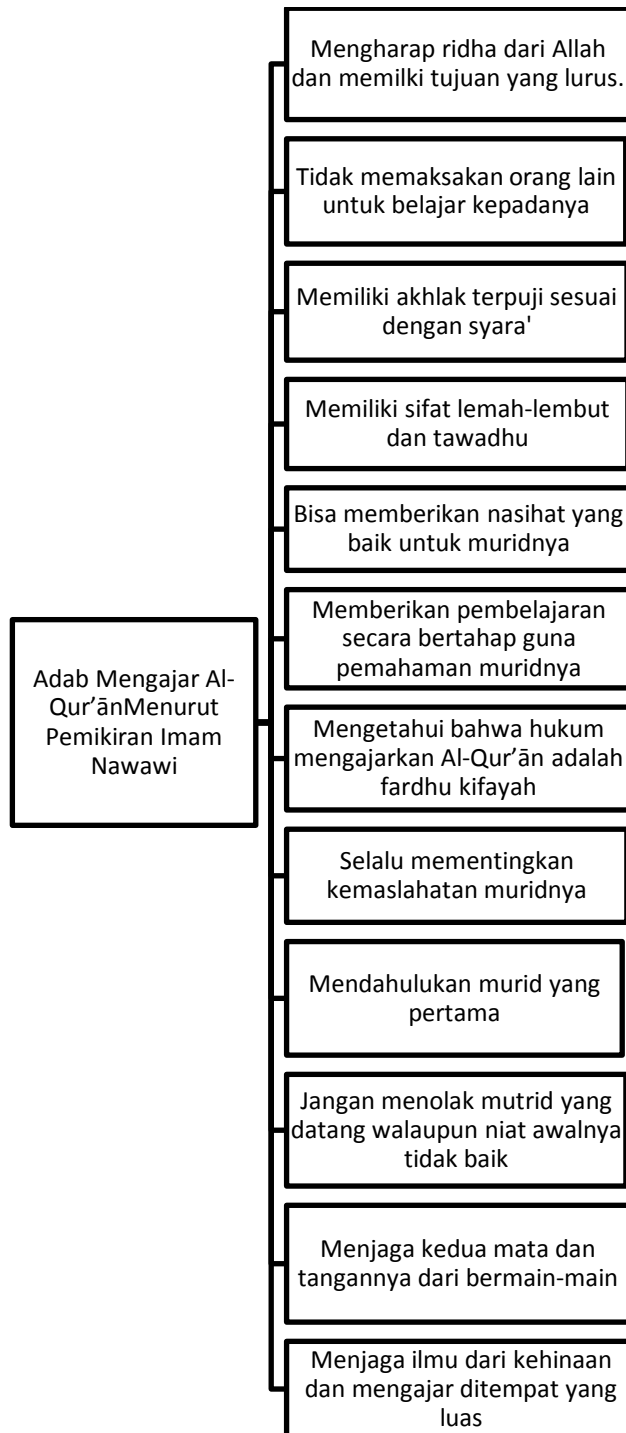 Adab Mengajar Al-
Qur’ānMenurut
Pemikiran Imam
Nawawi
Mengharap ridha dari Allah
dan memilki tujuan yang lurus.
Tidak memaksakan orang lain
untuk belajar kepadanya
Memiliki akhlak terpuji sesuai
dengan syara'
Memiliki sifat lemah-lembut
dan tawadhu
Bisa memberikan nasihat yang
baik untuk muridnya
Memberikan pembelajaran
secara bertahap guna
pemahaman muridnya
Mengetahui bahwa hukum
mengajarkan Al-Qur’ān adalah
fardhu kifayah
Selalu mementingkan
kemaslahatan muridnya
Mendahulukan murid yang
pertama
Jangan menolak mutrid yang
datang walaupun niat awalnya
tidak baik
Menjaga kedua mata dan
tangannya dari bermain-main
Menjaga ilmu dari kehinaan
dan mengajar ditempat yang
luas